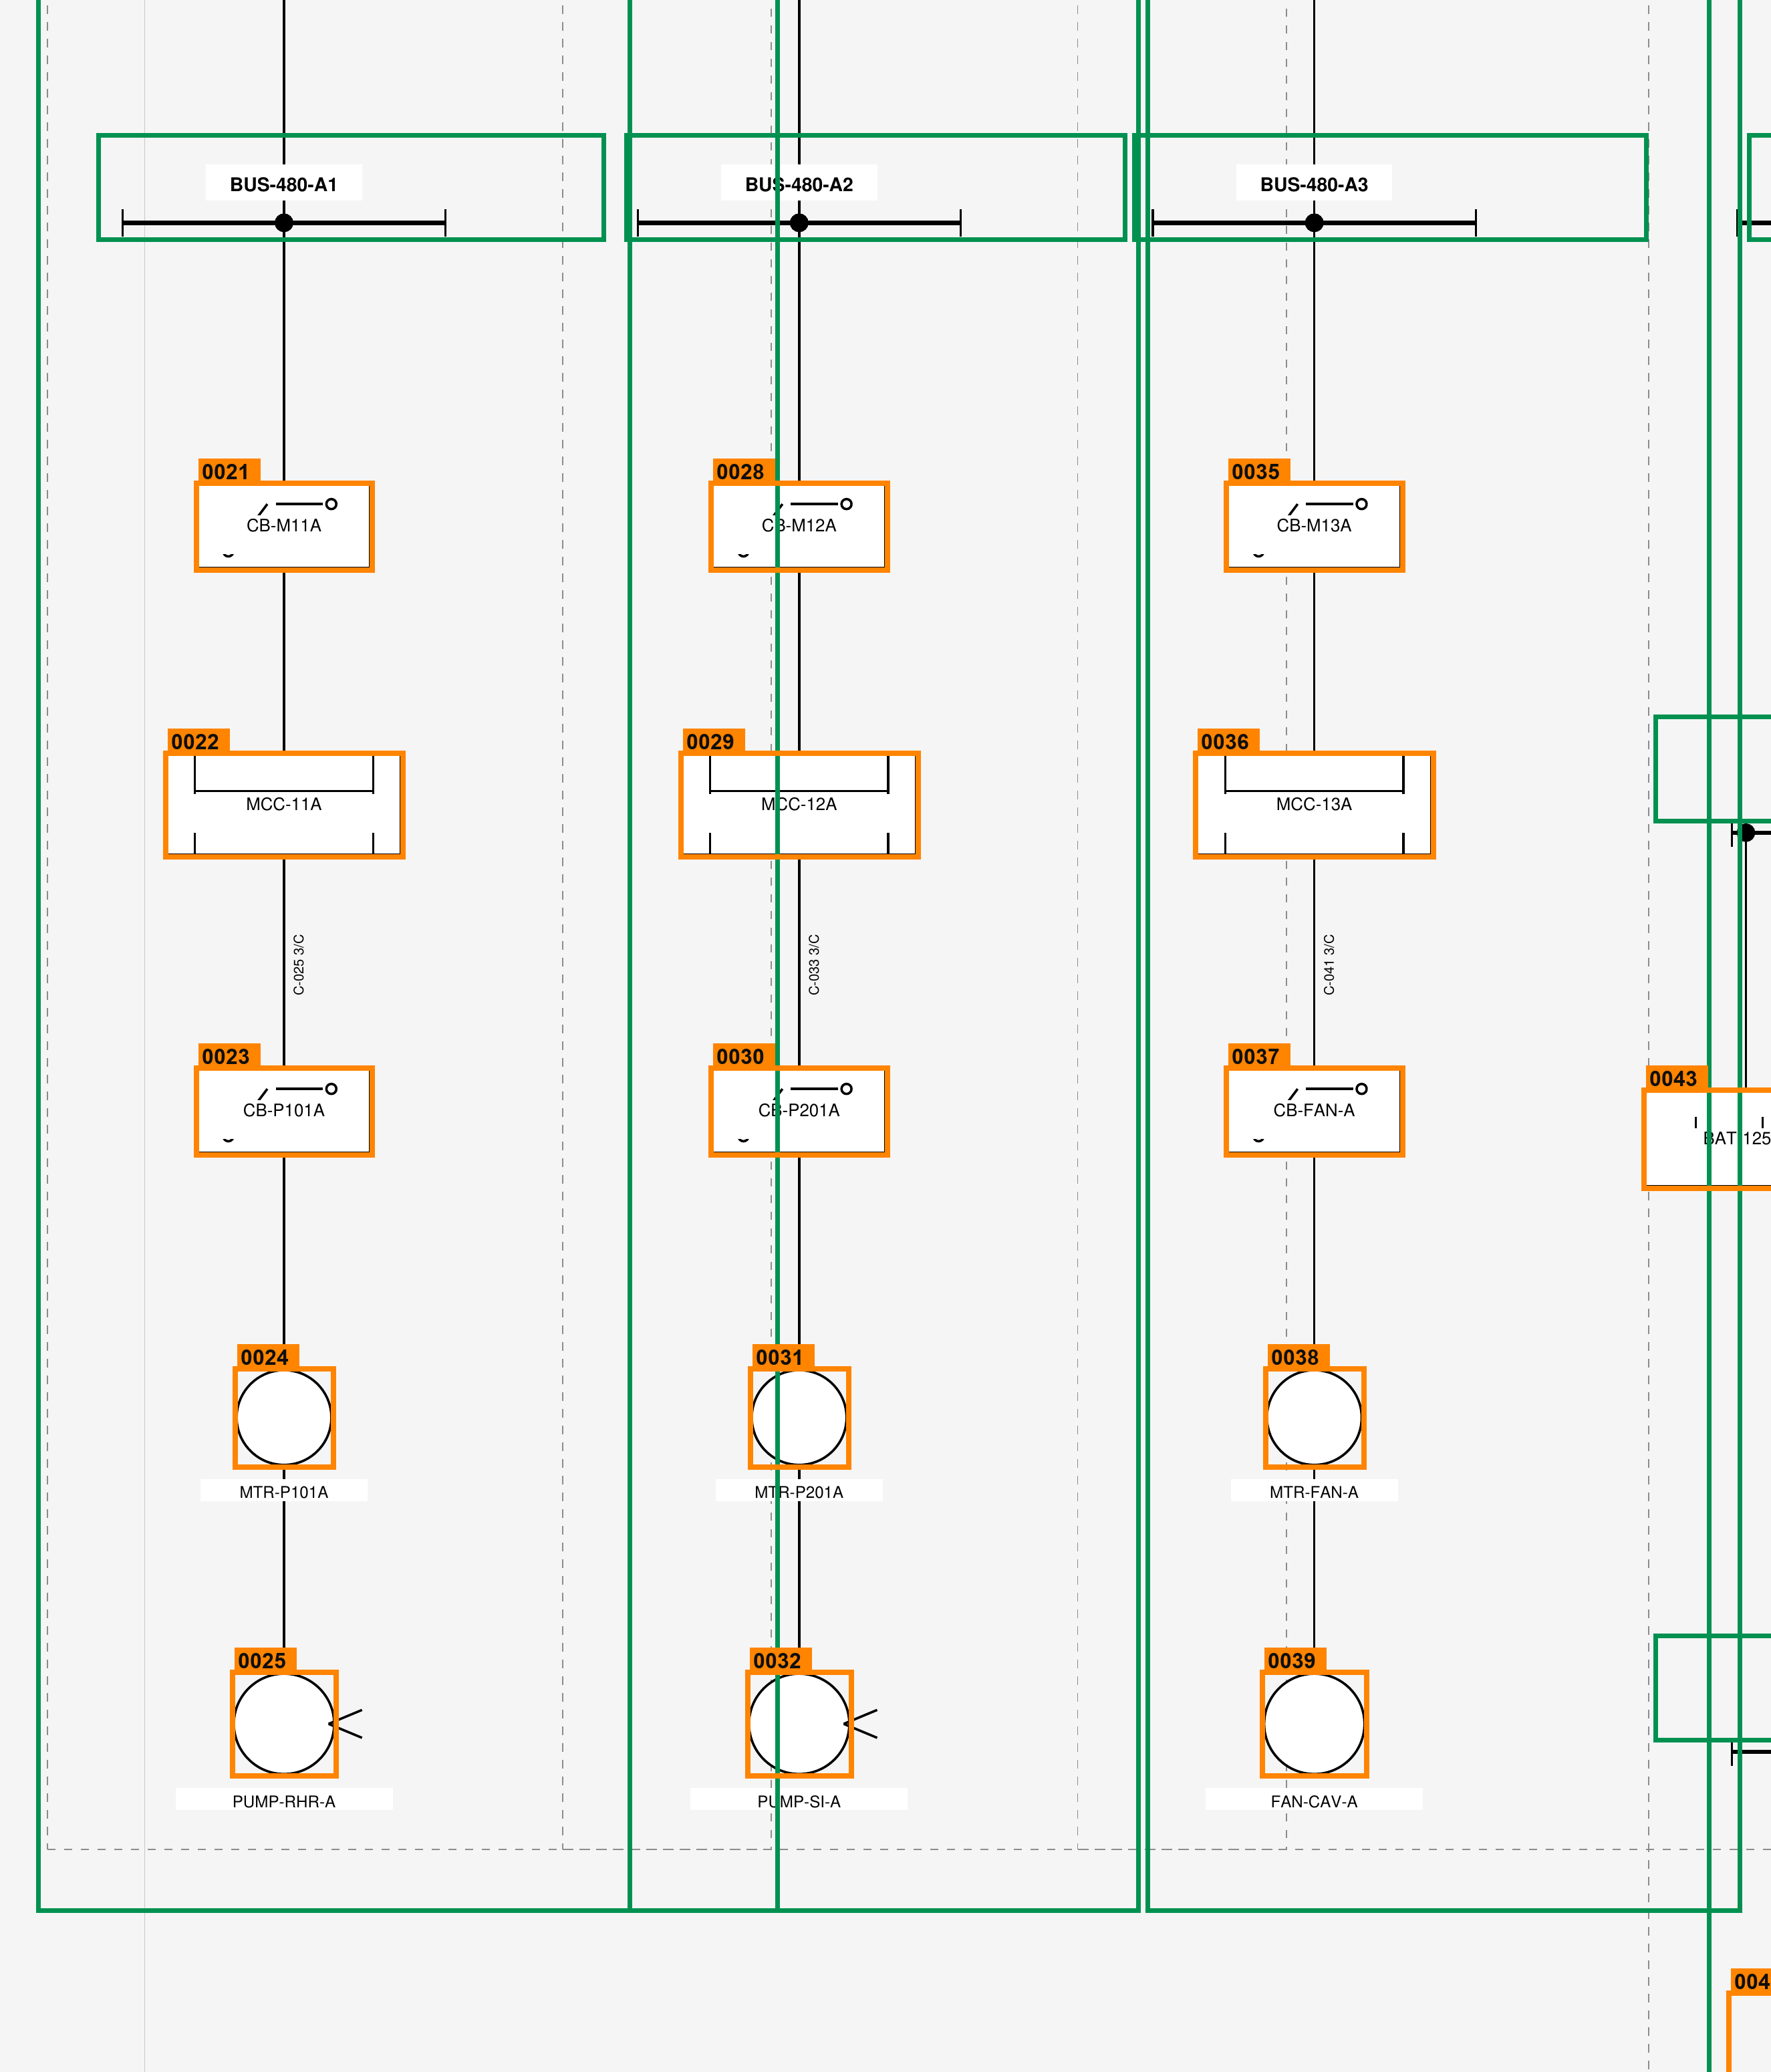 BUS-480-A1
BUS-480-A2
BUS-480-A3
0021
0028
0035
CB-M11A
CB-M12A
CB-M13A
0022
0029
0036
MCC-11A
MCC-12A
MCC-13A
C-025 3/C
C-033 3/C
C-041 3/C
0023
0030
0037
0043
CB-P101A
CB-P201A
CB-FAN-A
BAT 125
0024
0031
0038
MTR-P101A
MTR-P201A
MTR-FAN-A
0025
0032
0039
PUMP-RHR-A
PUMP-SI-A
FAN-CAV-A
004